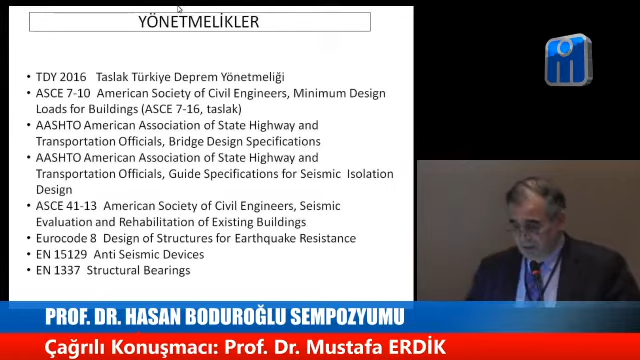 YÖNETMELİKLER
• TDY 2016 Taslak Türkiye Deprem Yönetmeliği
• ASCE 7-10 American Society of Civil Engineers, Minimum Design
Loads for Buildings (ASCE 7-16, taslak)
• AASHTO American Association of State Highway and
Transportation Officials, Bridge Design Specifications
• AASHTO American Association of State Highway and
Transportation Officials, Guide Specifications for Seismic Isolation
Design
• ASCE 41-13 American Society of Civil Engineers, Seismic
Evaluation and Rehabilitation of Existing Buildings
• Eurocode 8 Design of Structures for Earthquake Resistance
• EN 15129 Anti Seismic Devices
• EN 1337 Structural Bearings
PROF. DR. HASAN BODUROĞLU SEMPOZYUMU
Çağrılı Konuşmacı: Prof. Dr. Mustafa ERDİK